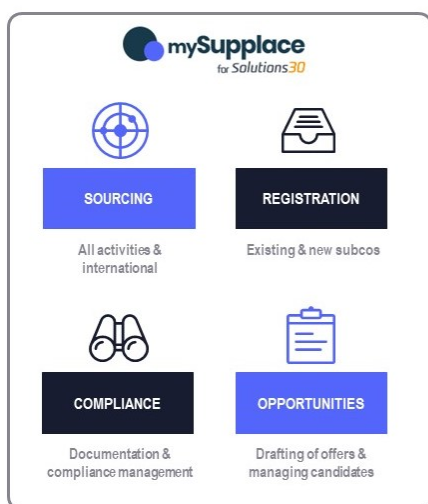 mySupplace
for Solutions30
SOURCING
All activities &
international
REGISTRATION
Existing & new subcos
COMPLIANCE
Documentation &
compliance management
OPPORTUNITIES
Drafting of offers &
managing candidates